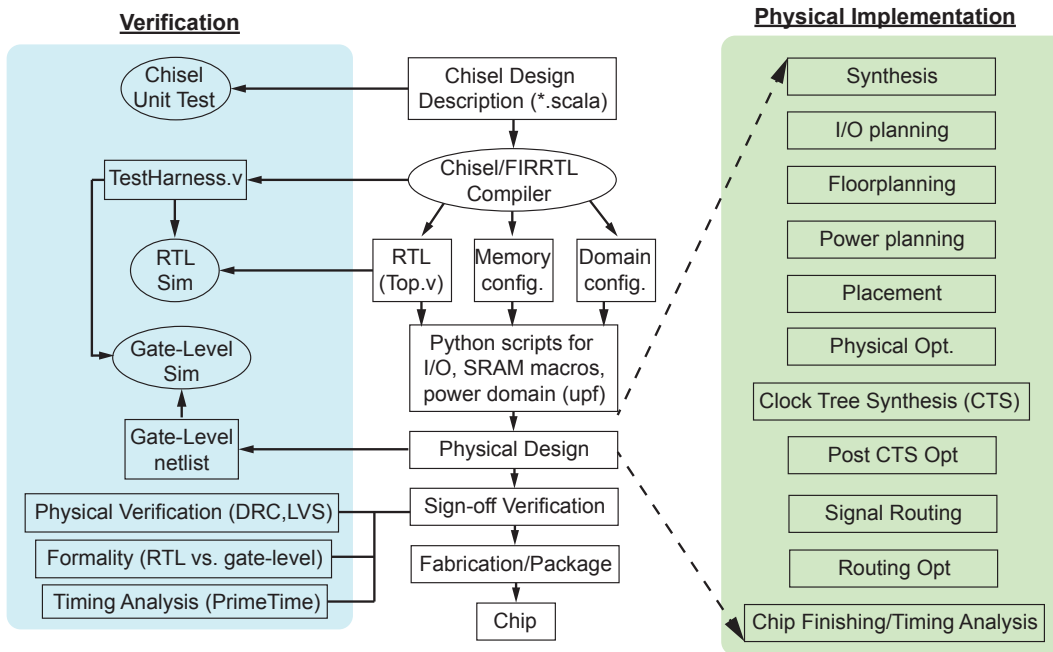 Verification
Chisel
Unit Test
TestHarness.v
RTL
Sim
Gate-Level
Sim
Gate-Level
netlist
Physical Verification (DRC,LVS)
Formality (RTL vs. gate-level)
Timing Analysis (PrimeTime)
Chisel Design
Description (*.scala)
Chisel/FIRRTL
Compiler
RTL
(Top.v)
Memory
config.
Domain
config.
Python scripts for
I/O, SRAM macros,
power domain (upf)
Physical Design
Sign-off Verification
Fabrication/Package
Chip
Physical Implementation
Synthesis
I/O planning
Floorplanning
Power planning
Placement
Physical Opt.
Clock Tree Synthesis (CTS)
Post CTS Opt
Signal Routing
Routing Opt
Chip Finishing/Timing Analysis